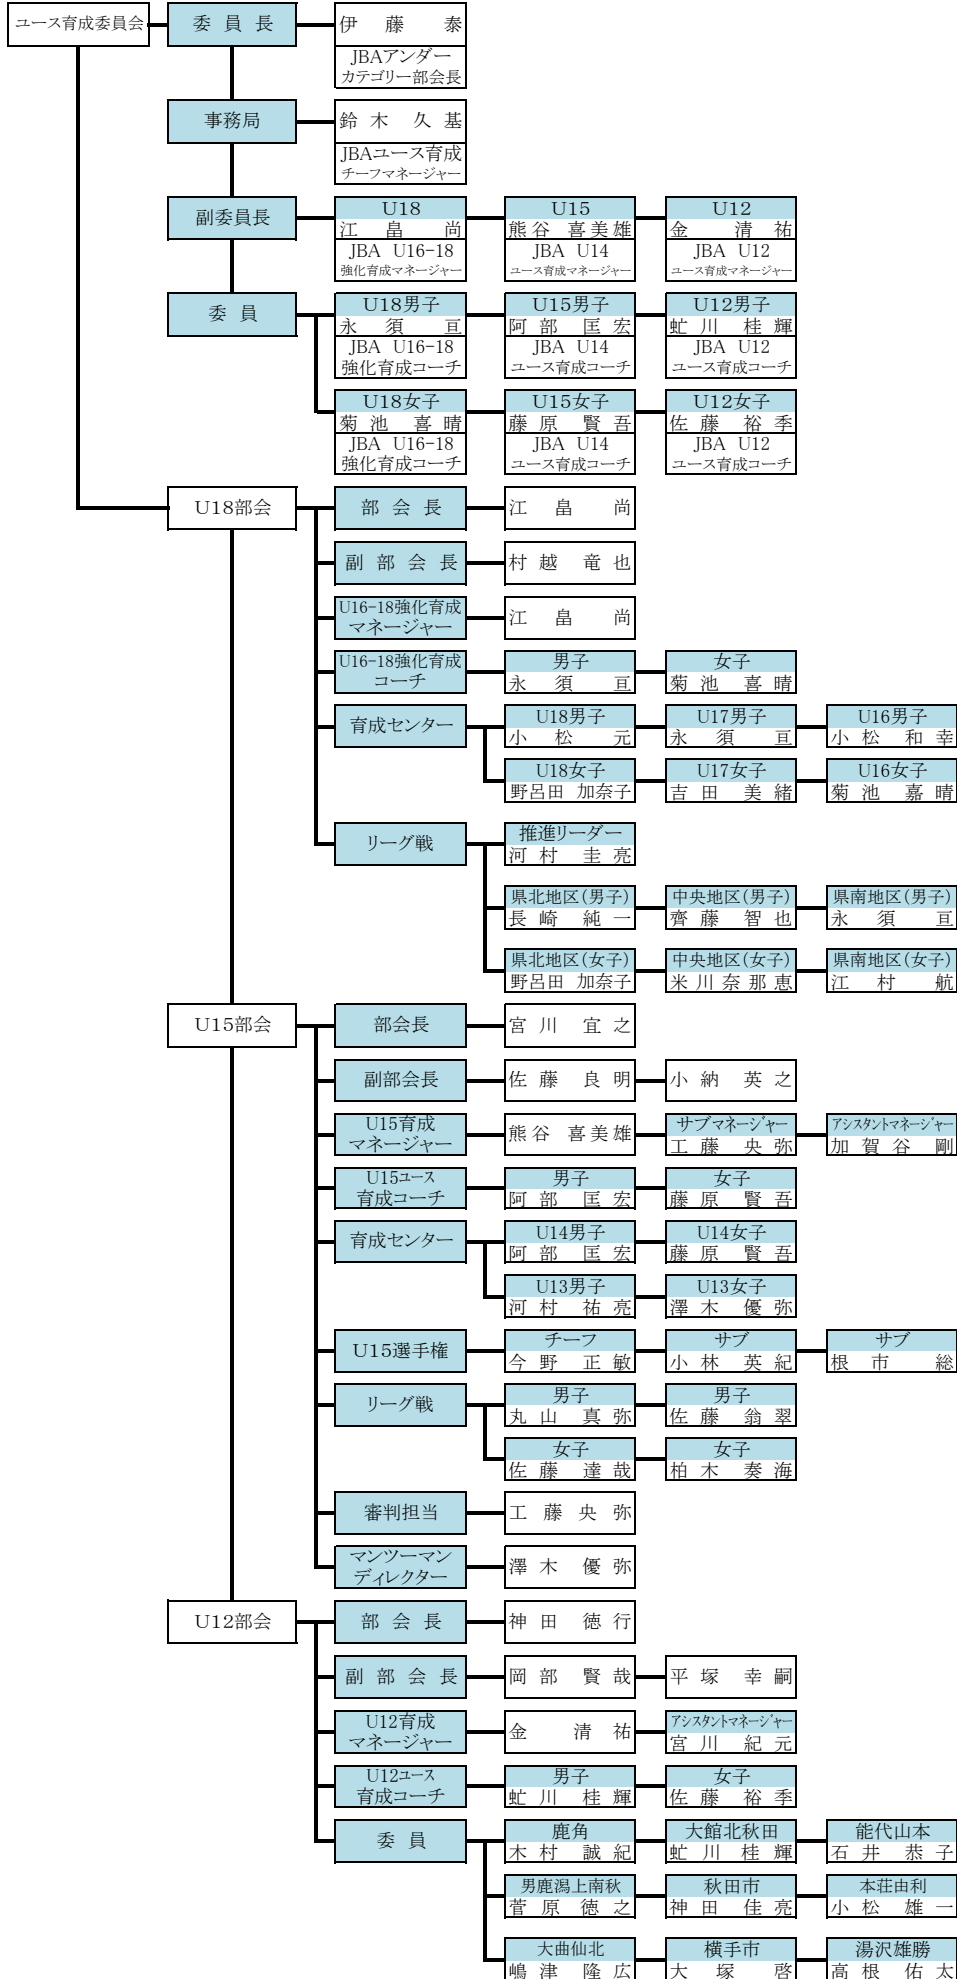 ユース育成委員会
委 員 長
伊 藤 泰
JBAアンダー
カテゴリー部会長
事務局
鈴 木 久 基
JBAユース育成
チーフマネージャー
副委員長
U18 U15 U12
江 畠 尚 熊谷 喜美雄 金 清 祐
JBA U16-18 JBA U14 JBA U12
強化育成マネージャー ユース育成マネージャー ユース育成マネージャー
委 員
U18男子 U15男子 U12男子
永 須 亘 阿 部 匡 宏 虻 川 桂 輝
JBA U16-18 JBA U14 JBA U12
強化育成コーチ ユース育成コーチ ユース育成コーチ
U18女子 U15女子 U12女子
菊 池 喜 晴 藤 原 賢 吾 佐 藤 裕 季
JBA U16-18 JBA U14 JBA U12
強化育成コーチ ユース育成コーチ ユース育成コーチ
U18部会
部 会 長 江 畠 尚
副 部 会 長 村 越 竜 也
U16-18強化育成
マネージャー
江 畠 尚
U16-18強化育成
コーチ
男子 女子
永 須 亘 菊 池 喜 晴
育成センター
U18男子 U17男子 U16男子
小 松 元 永 須 亘 小 松 和 幸
U18女子 U17女子 U16女子
野呂田 加奈子 吉 田 美 緒 菊 池 嘉 晴
リーグ戦
推進リーダー
河 村 圭 亮
県北地区(男子) 中央地区(男子) 県南地区(男子)
長 崎 純 一 齊 藤 智 也 永 須 亘
県北地区(女子) 中央地区(女子) 県南地区(女子)
野呂田 加奈子 米 川 奈 那 恵 江 村 航
U15部会
部会長 宮 川 宜 之
副部会長 佐 藤 良 明 小 納 英 之
U15育成
マネージャー
熊谷 喜美雄
サブマネージャー アシスタントマネージャー
工 藤 央 弥 加 賀 谷 剛
U15ユース
育成コーチ
男子 女子
阿 部 匡 宏 藤 原 賢 吾
育成センター
U14男子 U14女子
阿 部 匡 宏 藤 原 賢 吾
U13男子 U13女子
河 村 祐 亮 澤 木 優 弥
U15選手権
チーフ サブ サブ
今 野 正 敏 小 林 英 紀 根 市 総
リーグ戦
男子 男子
丸 山 真 弥 佐 藤 翁 翠
女子 女子
佐 藤 達 哉 柏 木 奏 海
審判担当 工 藤 央 弥
マンツーマン
ディレクター
澤 木 優 弥
U12部会
部 会 長 神 田 徳 行
副 部 会 長 岡 部 賢 哉 平 塚 幸 嗣
U12育成
マネージャー
金 清 祐
アシスタントマネージャー
宮 川 紀 元
U12ユース
育成コーチ
男子 女子
虻 川 桂 輝 佐 藤 裕 季
委 員
鹿角 大館北秋田 能代山本
木 村 誠 紀 虻 川 桂 輝 石 井 恭 子
男鹿潟上南秋 秋田市 本荘由利
菅 原 徳 之 神 田 佳 亮 小 松 雄 一
大曲仙北 横手市 湯沢雄勝
嶋 津 隆 広 大 塚 啓 高 根 佑 太